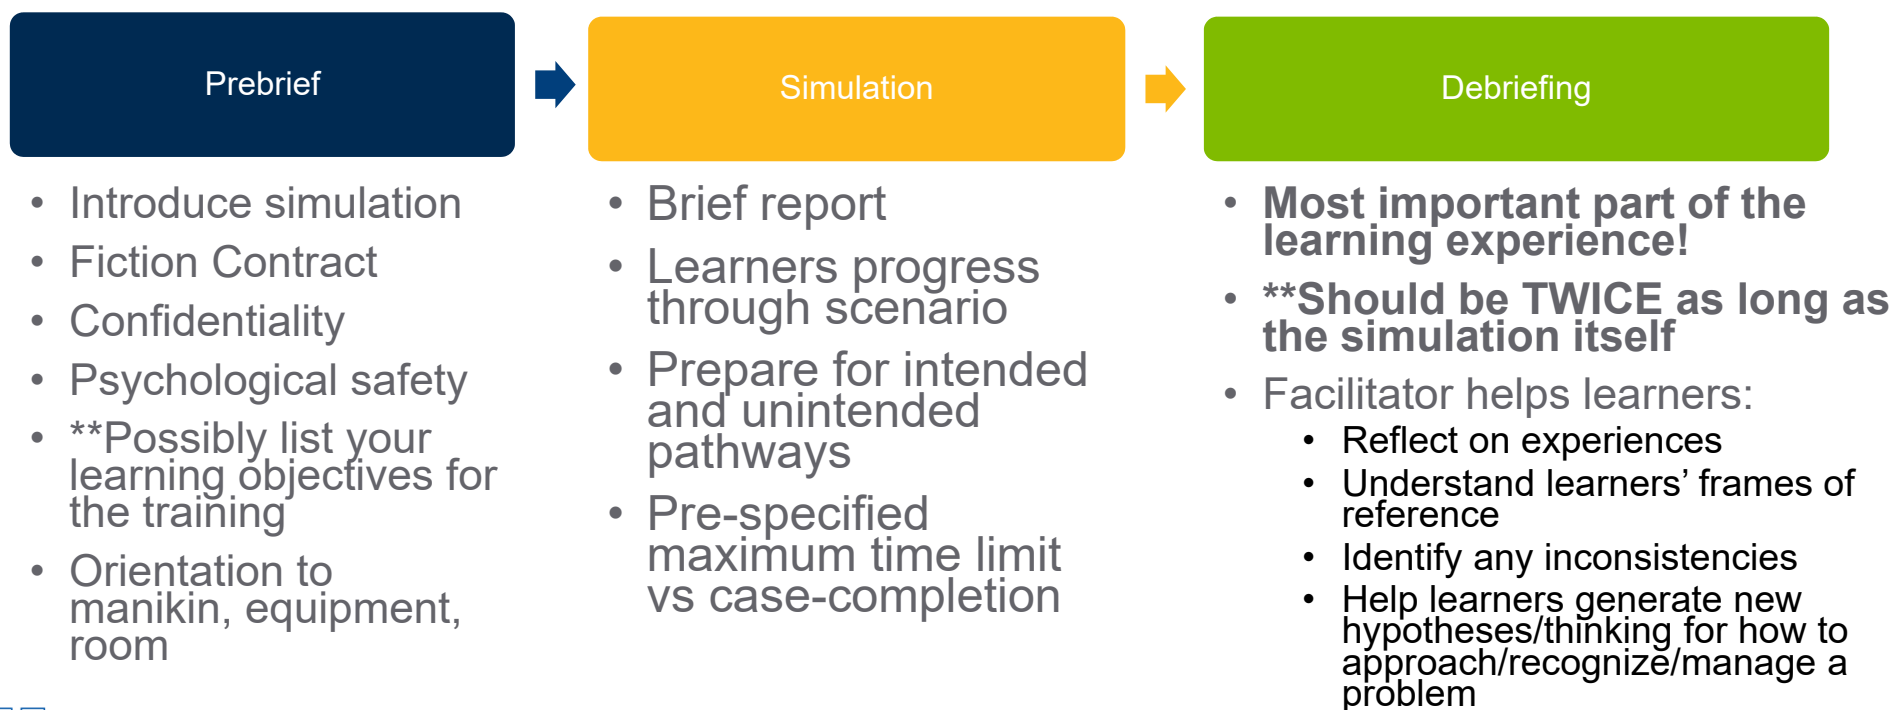 Prebrief
• Introduce simulation
• Fiction Contract
• Confidentiality
• Psychological safety
• **Possibly list your
learning objectives for
the training
• Orientation to
manikin, equipment,
room
Simulation
• Brief report
• Learners progress
through scenario
• Prepare for intended
and unintended
pathways
• Pre-specified
maximum time limit
vs case-completion
Debriefing
• Most important part of the
learning experience!
• **Should be TWICE as long as
the simulation itself
• Facilitator helps learners:
• Reflect on experiences
• Understand learners’ frames of
reference
• Identify any inconsistencies
• Help learners generate new
hypotheses/thinking for how to
approach/recognize/manage a
problem